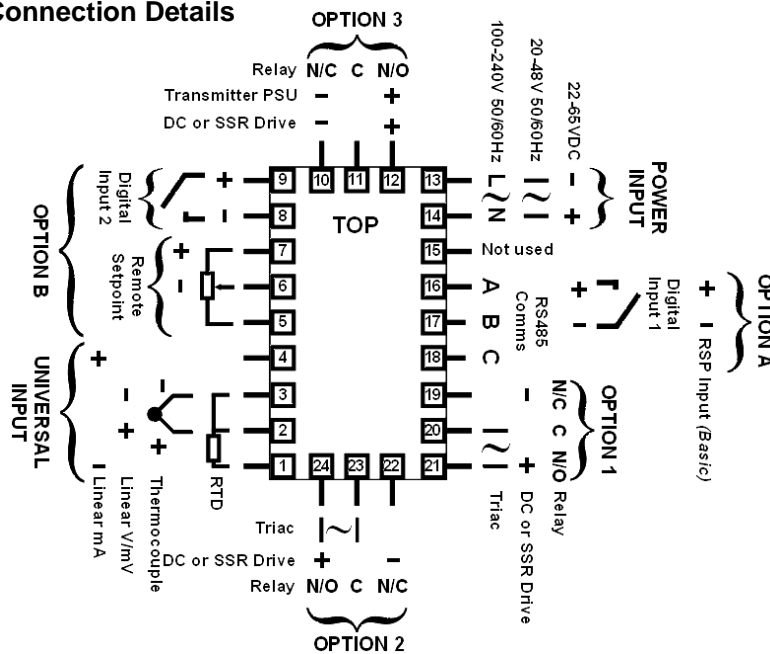 Connection Details
OPTION 3
Relay N/C C N/O
Transmitter PSU − +
DC or SSR Drive − +
100-240V 50/60Hz
20-48V 50/60Hz
22-65VDC
L ~ N
| ~ |
− +
POWER INPUT
9
10
11
12
13
8
TOP
14
7
15 Not used
6
16 A
5
17 B
4
18 C
3
19
2
20
1
24
23
22
21
+ −
Digital Input 2
+ −
Remote Setpoint
OPTION B
UNIVERSAL INPUT
+ − Linear mA
− + Linear V/mV
− + Thermocouple
RTD
RS485 Comms
+ −
Digital Input 1
+ − RSP Input (Basic)
OPTION A
OPTION 1
N/C C N/O Relay
− + DC or SSR Drive
| ~ | Triac
Triac |~|
DC or SSR Drive + −
Relay N/O C N/C
OPTION 2